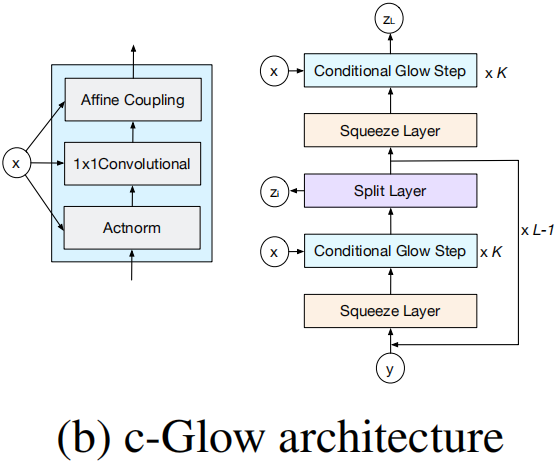 Affine Coupling
x
1x1Convolutional
Actnorm
zL
x
Conditional Glow Step
x K
Squeeze Layer
zi
Split Layer
x L-1
x
Conditional Glow Step
x K
Squeeze Layer
y
(b) c-Glow architecture